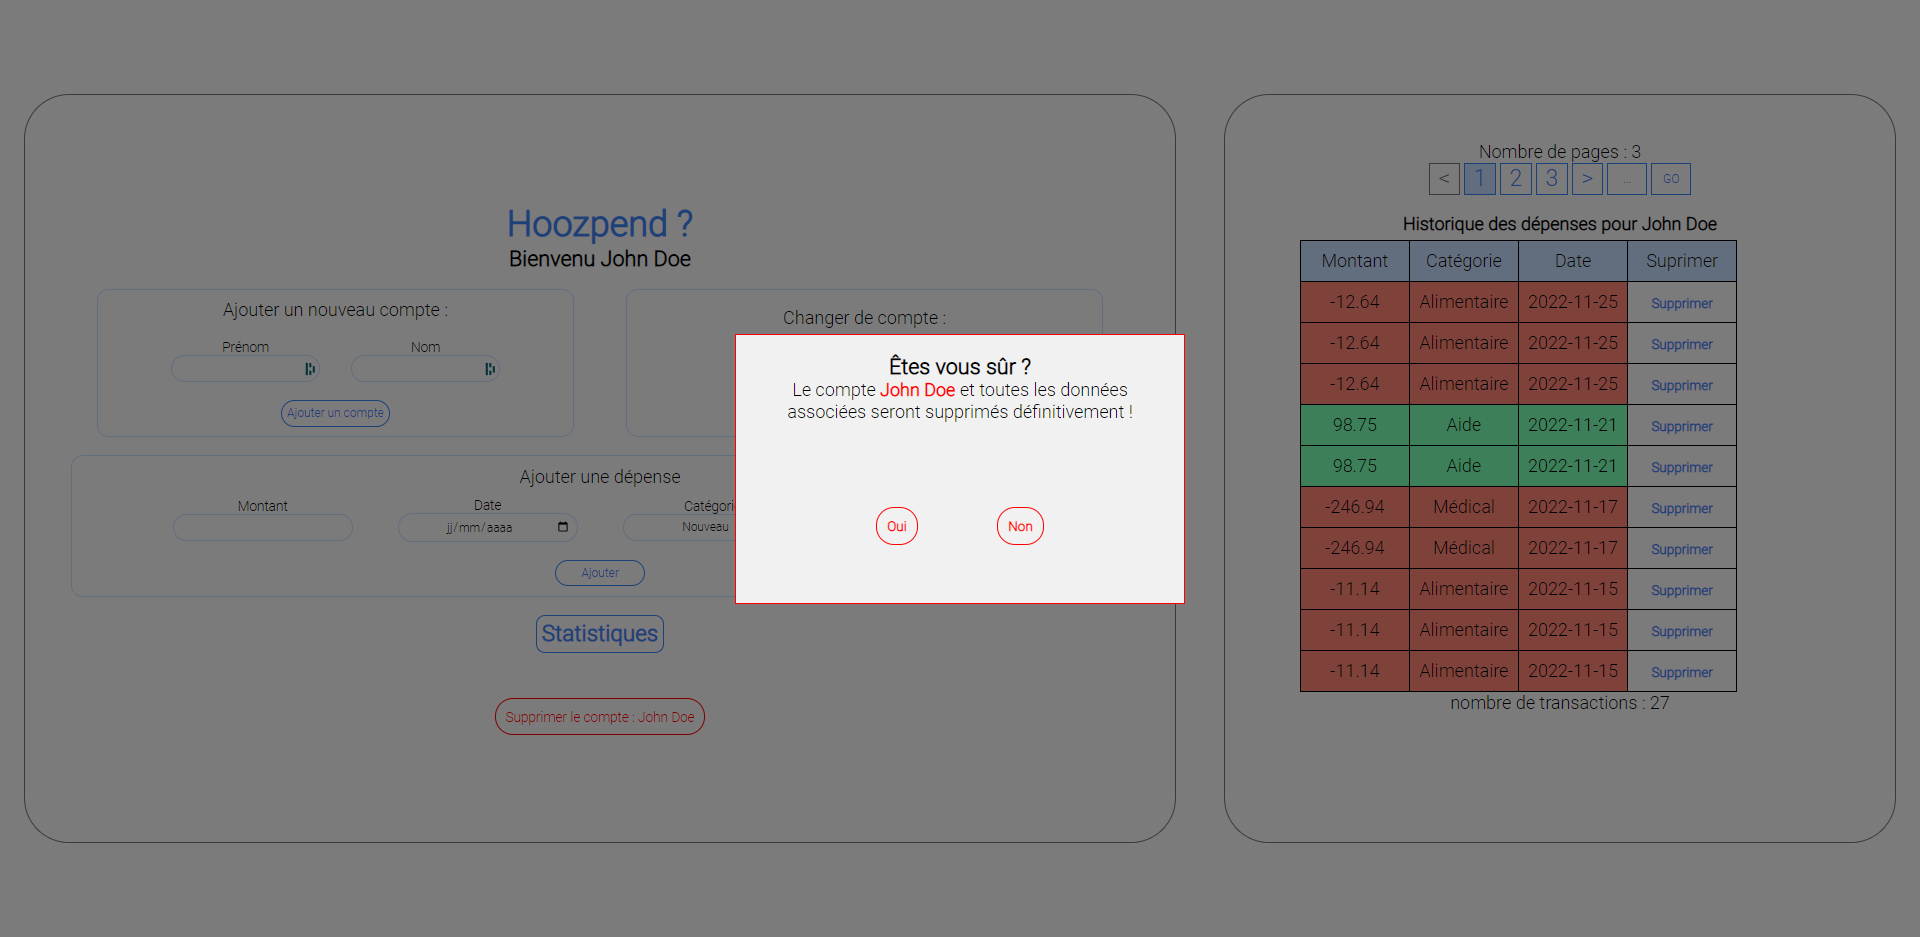 Hoozpend ?
Bienvenu John Doe
Ajouter un nouveau compte :
Prénom Nom
Ajouter un compte
Changer de compte :
Ajouter une dépense
Montant Date
jj/mm/aaaa Nouveau
Ajouter
Statistiques
Supprimer le compte : John Doe
Êtes vous sûr ?
Le compte John Doe et toutes les données
associées seront supprimés définitivement !
Oui Non
Nombre de pages : 3
< 1 2 3 > ... GO
Historique des dépenses pour John Doe
Montant Catégorie Date Suprimer
-12.64 Alimentaire 2022-11-25 Supprimer
-12.64 Alimentaire 2022-11-25 Supprimer
-12.64 Alimentaire 2022-11-25 Supprimer
98.75 Aide 2022-11-21 Supprimer
98.75 Aide 2022-11-21 Supprimer
-246.94 Médical 2022-11-17 Supprimer
-246.94 Médical 2022-11-17 Supprimer
-11.14 Alimentaire 2022-11-15 Supprimer
-11.14 Alimentaire 2022-11-15 Supprimer
-11.14 Alimentaire 2022-11-15 Supprimer
nombre de transactions : 27